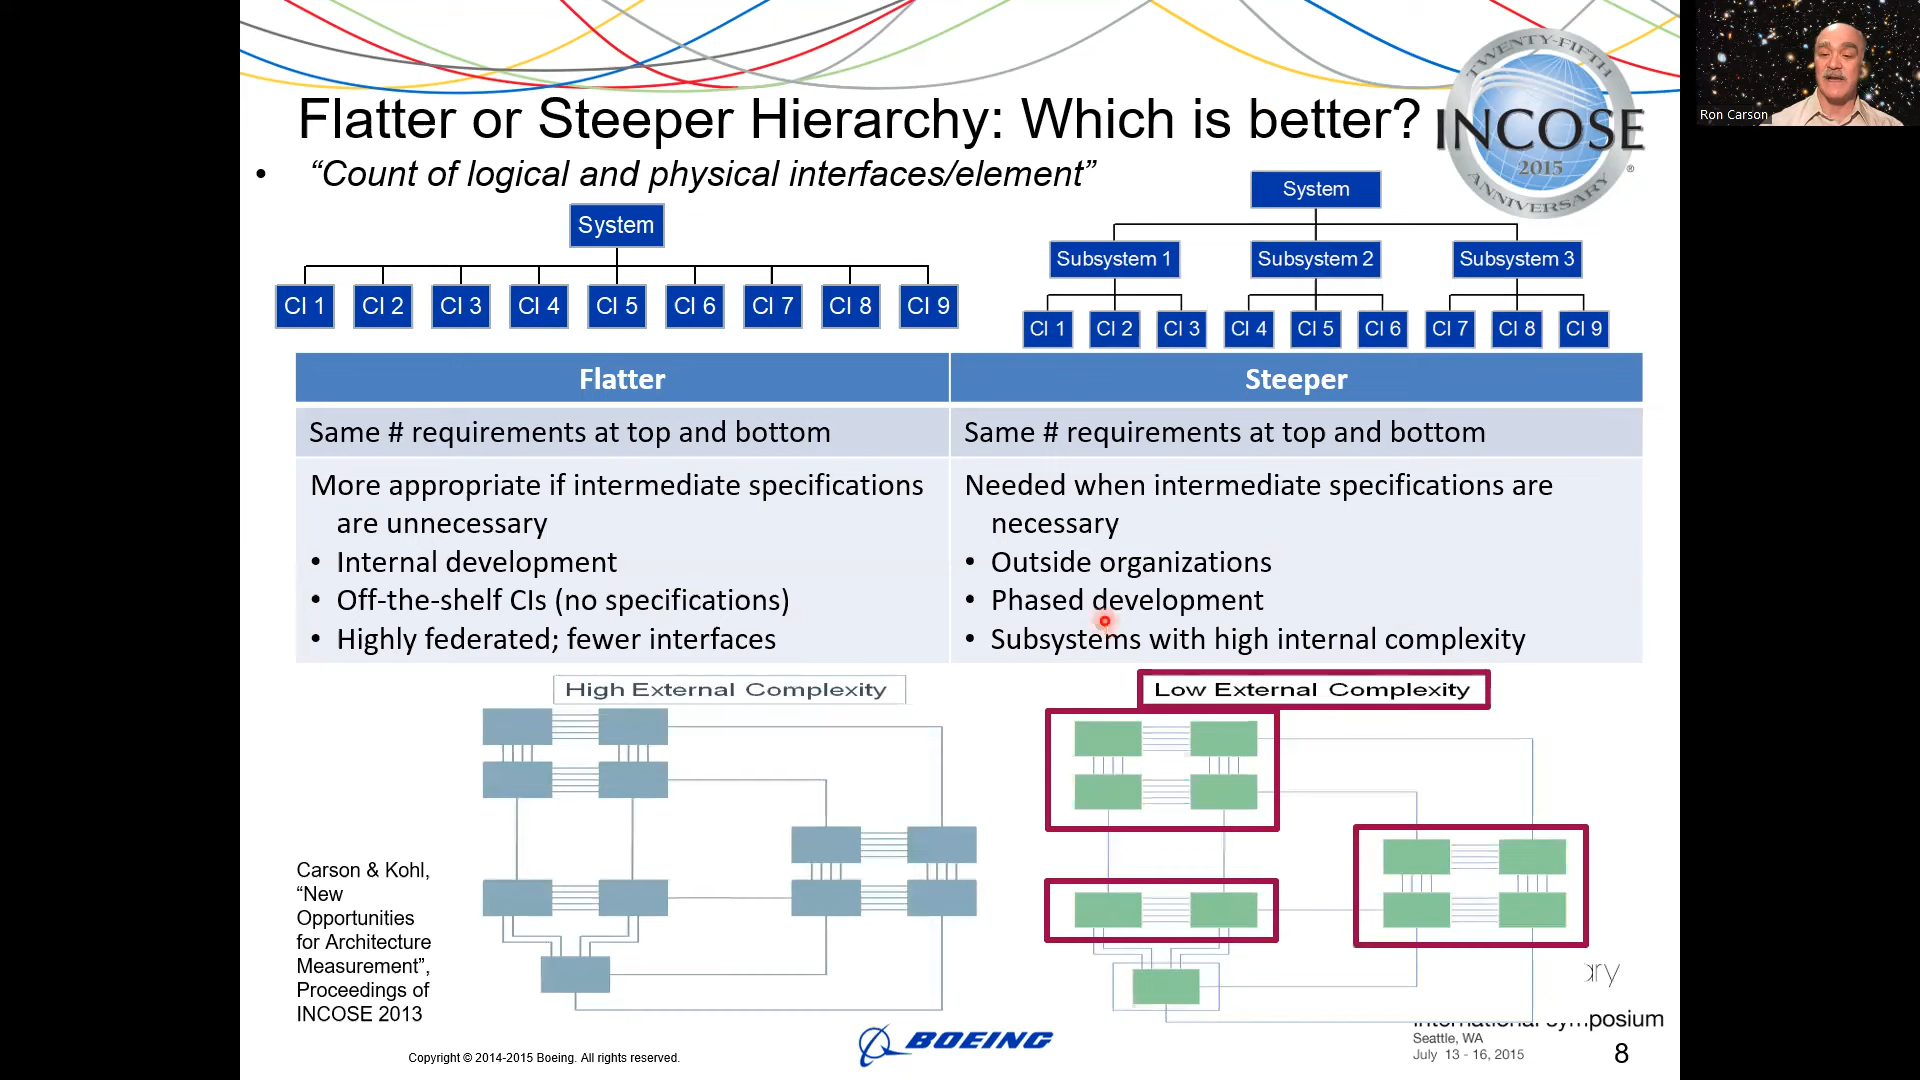 Flatter or Steeper Hierarchy: Which is better?
TWENTY-FIFTH
INCOSE
2015
®
ANNIVERSARY
Ron Carson
• “Count of logical and physical interfaces/element”
System
CI 1 CI 2 CI 3 CI 4 CI 5 CI 6 CI 7 CI 8 CI 9
System
Subsystem 1 Subsystem 2 Subsystem 3
CI 1 CI 2 CI 3 CI 4 CI 5 CI 6 CI 7 CI 8 CI 9
Flatter
Steeper
Same # requirements at top and bottom
Same # requirements at top and bottom
More appropriate if intermediate specifications
are unnecessary
• Internal development
• Off-the-shelf CIs (no specifications)
• Highly federated; fewer interfaces
Needed when intermediate specifications are
necessary
• Outside organizations
• Phased development
• Subsystems with high internal complexity
High External Complexity
Low External Complexity
Carson & Kohl,
“New
Opportunities
for Architecture
Measurement”,
Proceedings of
INCOSE 2013
Copyright © 2014-2015 Boeing. All rights reserved.
BOEING
international symposium
Seattle, WA
July 13 - 16, 2015
8